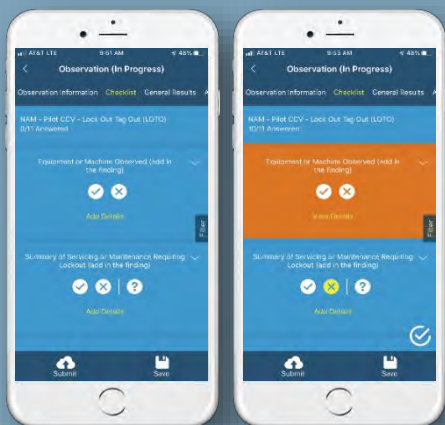 AT&T LTE 9:51 AM 48%
Observation (In Progress)
Observation Information Checklist General Results A
NAM - Pilot CCV - Lock Out Tag Out (LOTO)
0/11 Answered
Equipment or Machine Observed (add in
the finding)
Add Details
Filter
Summary of Servicing or Maintenance Requiring
Lockout (add in the finding)
?
Add Details
Submit Save
AT&T LTE 9:53 AM 48%
Observation (In Progress)
Observation Information Checklist General Results A
NAM - Pilot CCV - Lock Out Tag Out (LOTO)
10/11 Answered
Equipment or Machine Observed (add in
the finding)
Details
Filter
Summary of Servicing or Maintenance Requiring
Lockout (add in the finding)
?
Add Details
Submit Save